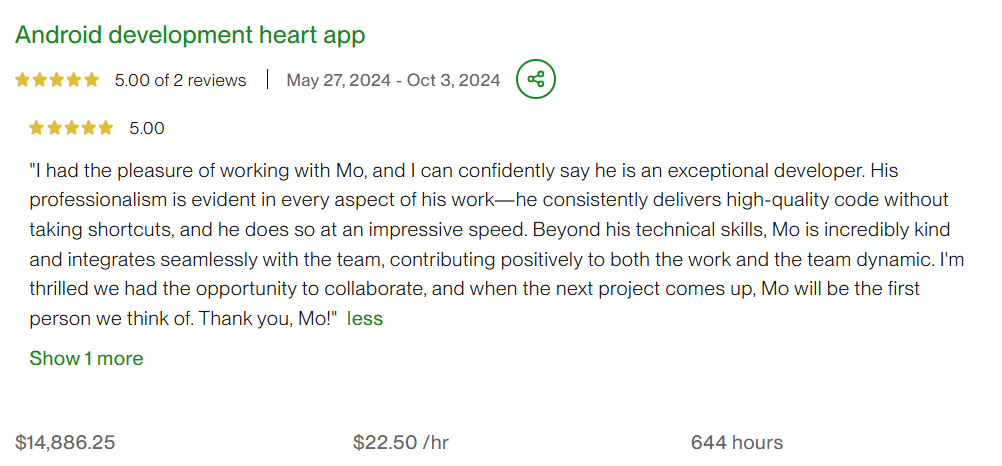 Android development heart app
5.00 of 2 reviews | May 27, 2024 - Oct 3, 2024
5.00
"I had the pleasure of working with Mo, and I can confidently say he is an exceptional developer. His
professionalism is evident in every aspect of his work—he consistently delivers high-quality code without
taking shortcuts, and he does so at an impressive speed. Beyond his technical skills, Mo is incredibly kind
and integrates seamlessly with the team, contributing positively to both the work and the team dynamic. I'm
thrilled we had the opportunity to collaborate, and when the next project comes up, Mo will be the first
person we think of. Thank you, Mo!" less
Show 1 more
$14,886.25 $22.50 /hr 644 hours